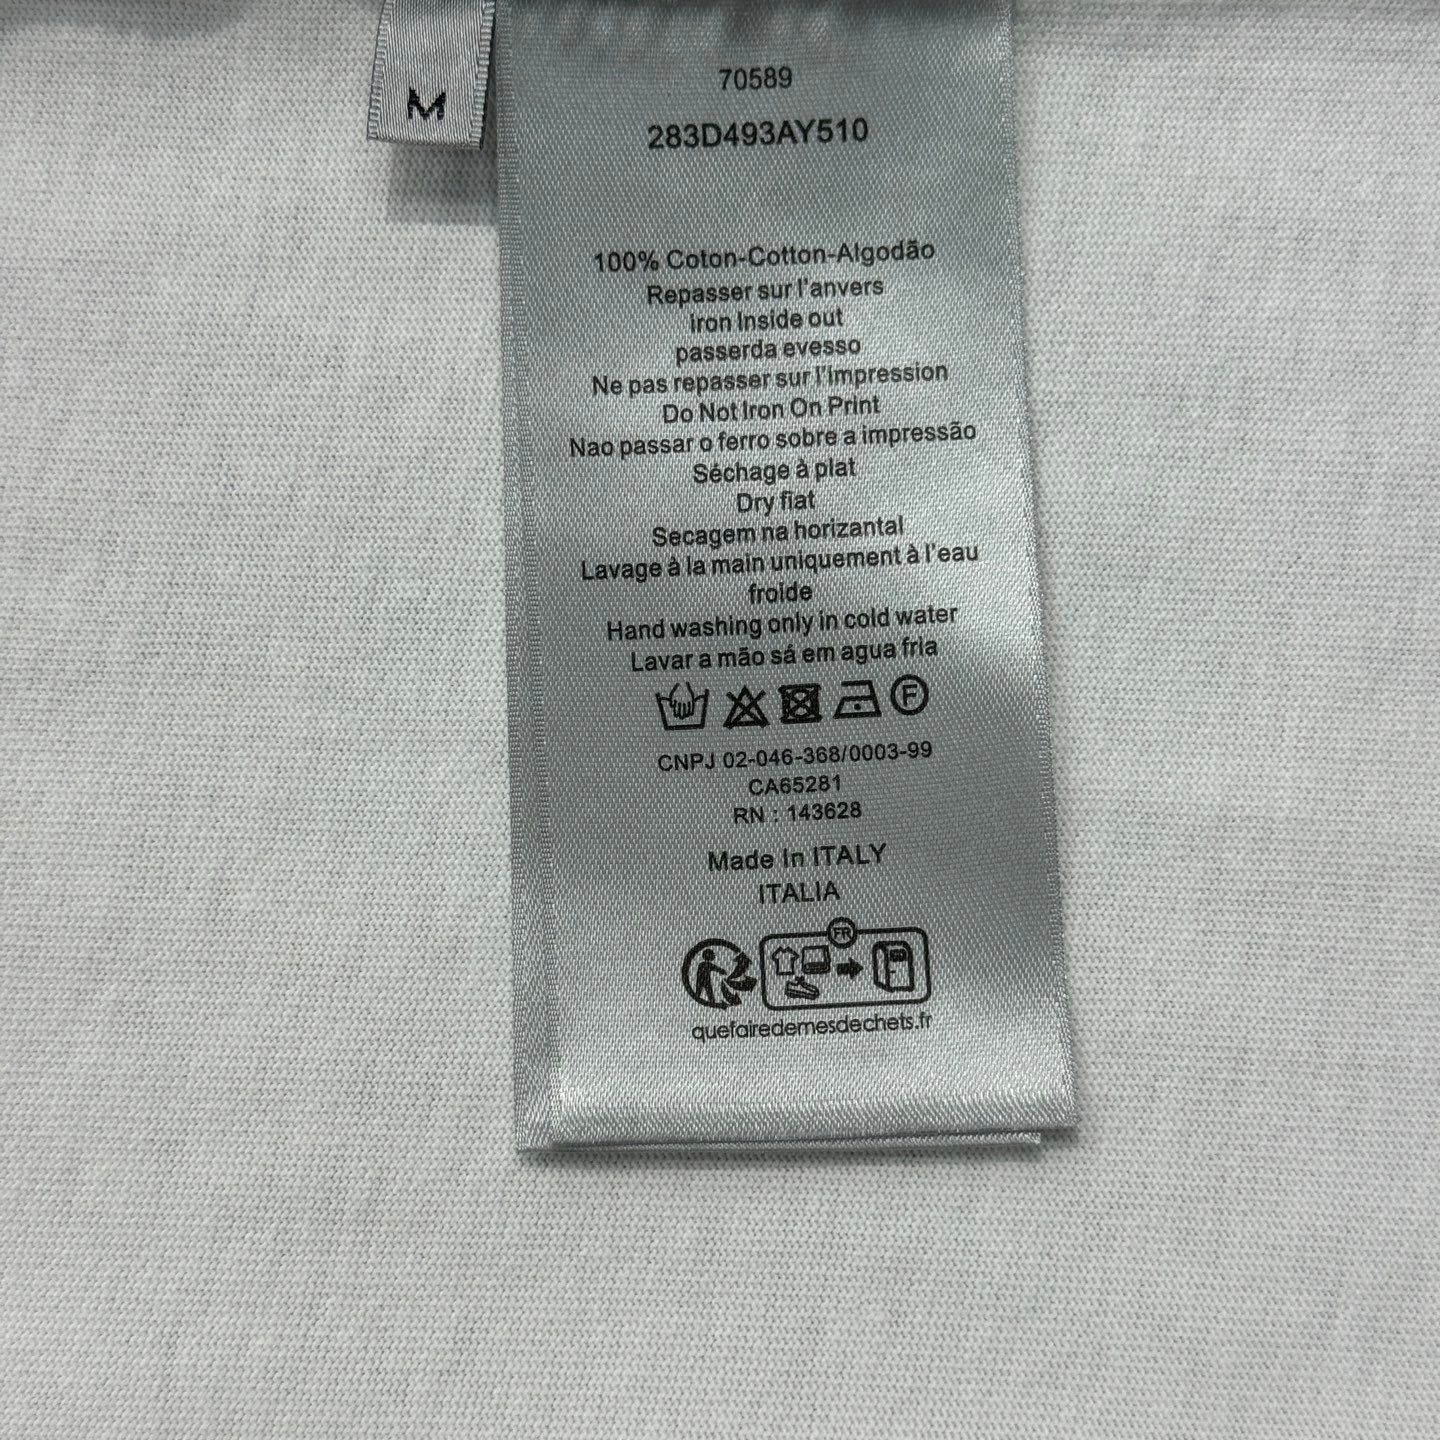 M
70589
283D493AY510
100% Coton-Cotton-Algodão
Repasser sur l'anvers
iron Inside out
passerda evesso
Ne pas repasser sur l'impression
Do Not Iron On Print
Nao passar o ferro sobre a impressão
Séchage à plat
Dry fiat
Secagem na horizantal
Lavage à la main uniquement à l'eau
froide
Hand washing only in cold water
Lavar a mão sá em agua fria
F
CNPJ 02-046-368/0003-99
CA65281
RN : 143628
Made In ITALY
ITALIA
FR
quefairedemesdechets.fr